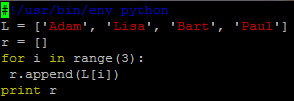 #!/usr/bin/env python
L = ['Adam', 'Lisa', 'Bart', 'Paul']
r = []
for i in range(3):
 r.append(L[i])
print r